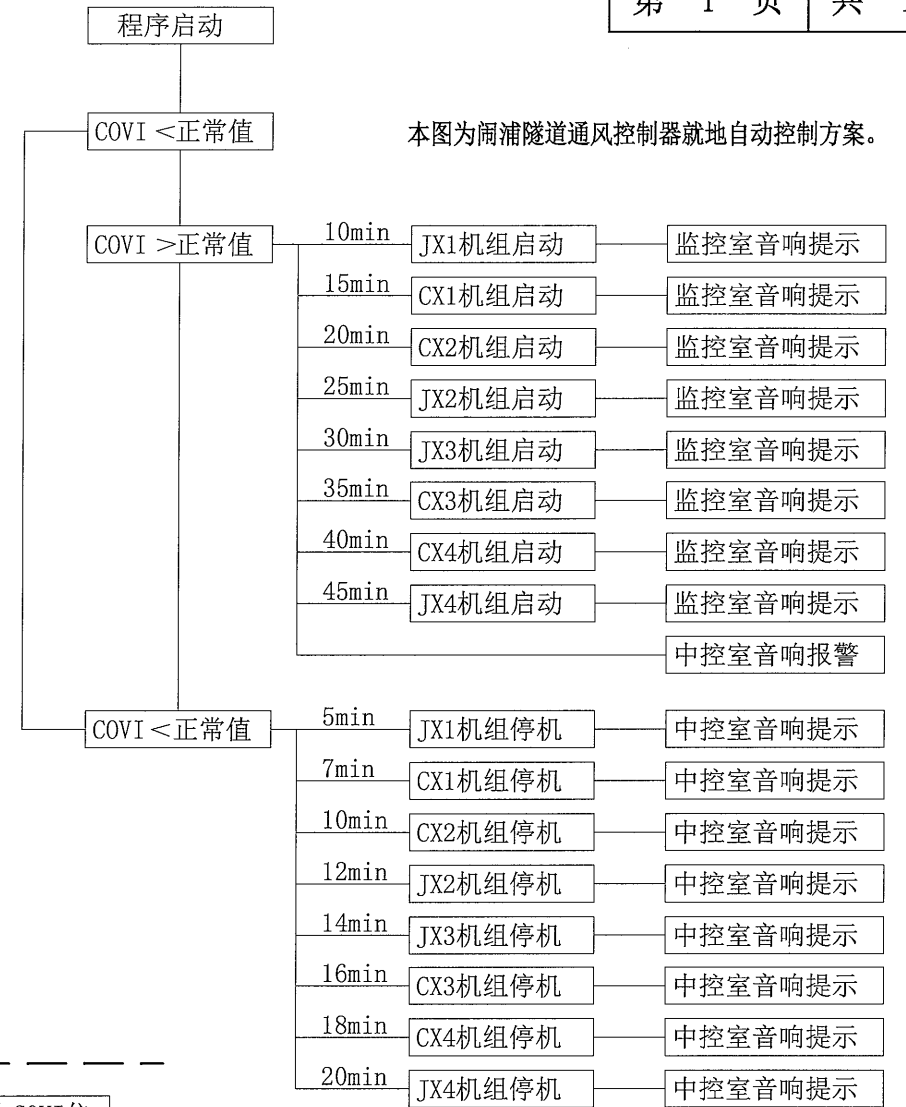 第 1 页 共
程序启动
COVI <正常值
本图为闹浦隧道通风控制器就地自动控制方案。
COVI >正常值
10min JX1机组启动 监控室音响提示
15min CX1机组启动 监控室音响提示
20min CX2机组启动 监控室音响提示
25min JX2机组启动 监控室音响提示
30min JX3机组启动 监控室音响提示
35min CX3机组启动 监控室音响提示
40min CX4机组启动 监控室音响提示
45min JX4机组启动 监控室音响提示
中控室音响报警
COVI <正常值
5min JX1机组停机 中控室音响提示
7min CX1机组停机 中控室音响提示
10min CX2机组停机 中控室音响提示
12min JX2机组停机 中控室音响提示
14min JX3机组停机 中控室音响提示
16min CX3机组停机 中控室音响提示
18min CX4机组停机 中控室音响提示
20min JX4机组停机 中控室音响提示